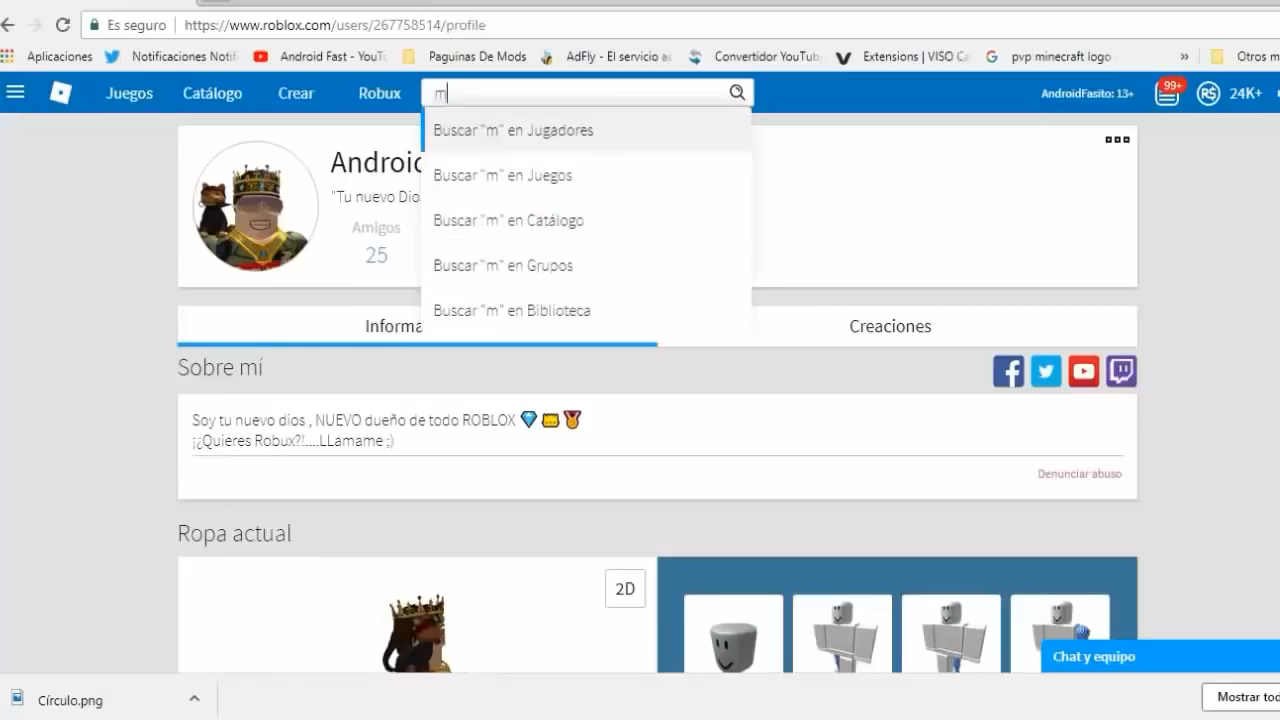 Es seguro https://www.roblox.com/users/267758514/profile
Aplicaciones Notificaciones Notifi Android Fast - YouTu Paguinas De Mods AdFly - El servicio ac Convertidor YouTub Extensions | VISO Ca pvp minecraft logo » Otros m
Juegos Catálogo Crear Robux m AndroidFasito: 13+ 99+ R$ 24K+
Buscar "m" en Jugadores
Buscar "m" en Juegos
Buscar "m" en Catálogo
Buscar "m" en Grupos
Buscar "m" en Biblioteca
Android
"Tu nuevo Dio
Amigos
25
Informa
Creaciones
Sobre mí
Soy tu nuevo dios , NUEVO dueño de todo ROBLOX
¡¿Quieres Robux?!.....LLamame ;)
Denunciar abuso
Ropa actual
2D
Chat y equipo
Círculo.png
Mostrar tod